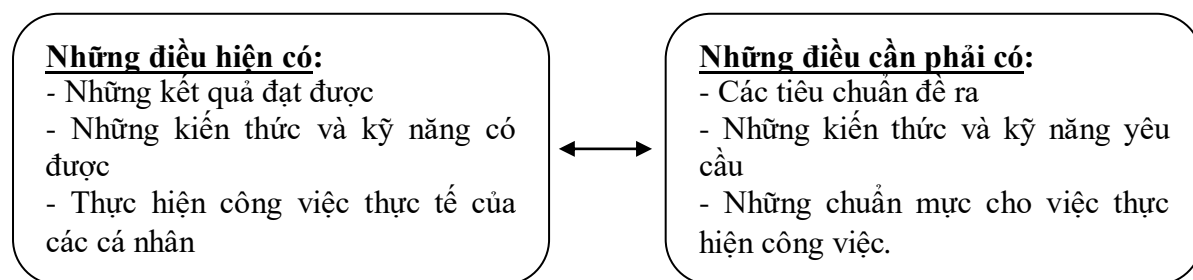 Những điều hiện có:
- Những kết quả đạt được
- Những kiến thức và kỹ năng có
được
- Thực hiện công việc thực tế của
các cá nhân
Những điều cần phải có:
- Các tiêu chuẩn đề ra
- Những kiến thức và kỹ năng yêu
cầu
- Những chuẩn mực cho việc thực
hiện công việc.